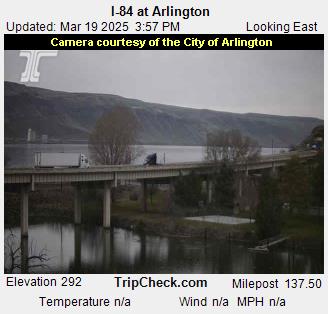 I-84 at Arlington
Updated: Mar 19 2025 3:57 PM Looking East
Camera courtesy of the City of Arlington
Elevation 292 TripCheck.com Milepost 137.50
Temperature n/a Wind n/a MPH n/a